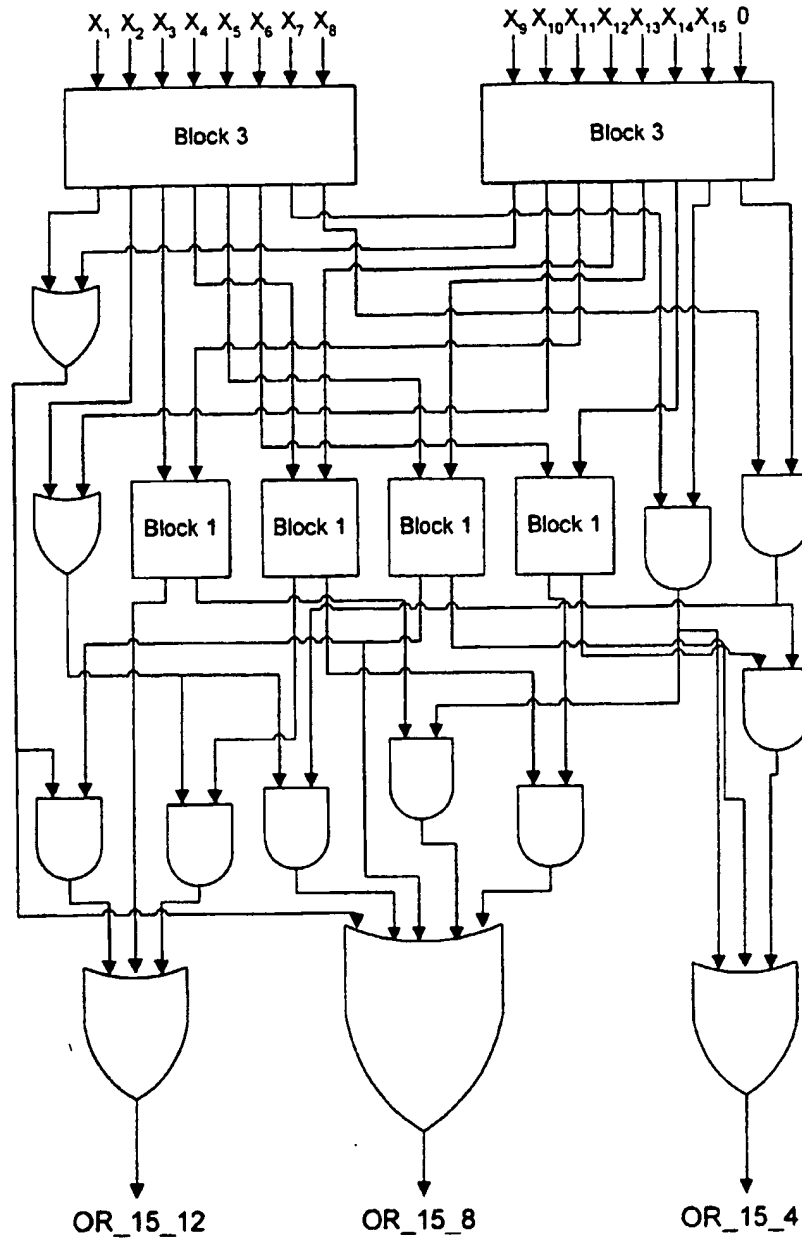 X₁ X₂ X₃ X₄ X₅ X₆ X₇ X₈ X₉ X₁₀ X₁₁ X₁₂ X₁₃ X₁₄ X₁₅ 0
Block 3 Block 3
Block 1 Block 1 Block 1 Block 1
OR_15_12 OR_15_8 OR_15_4